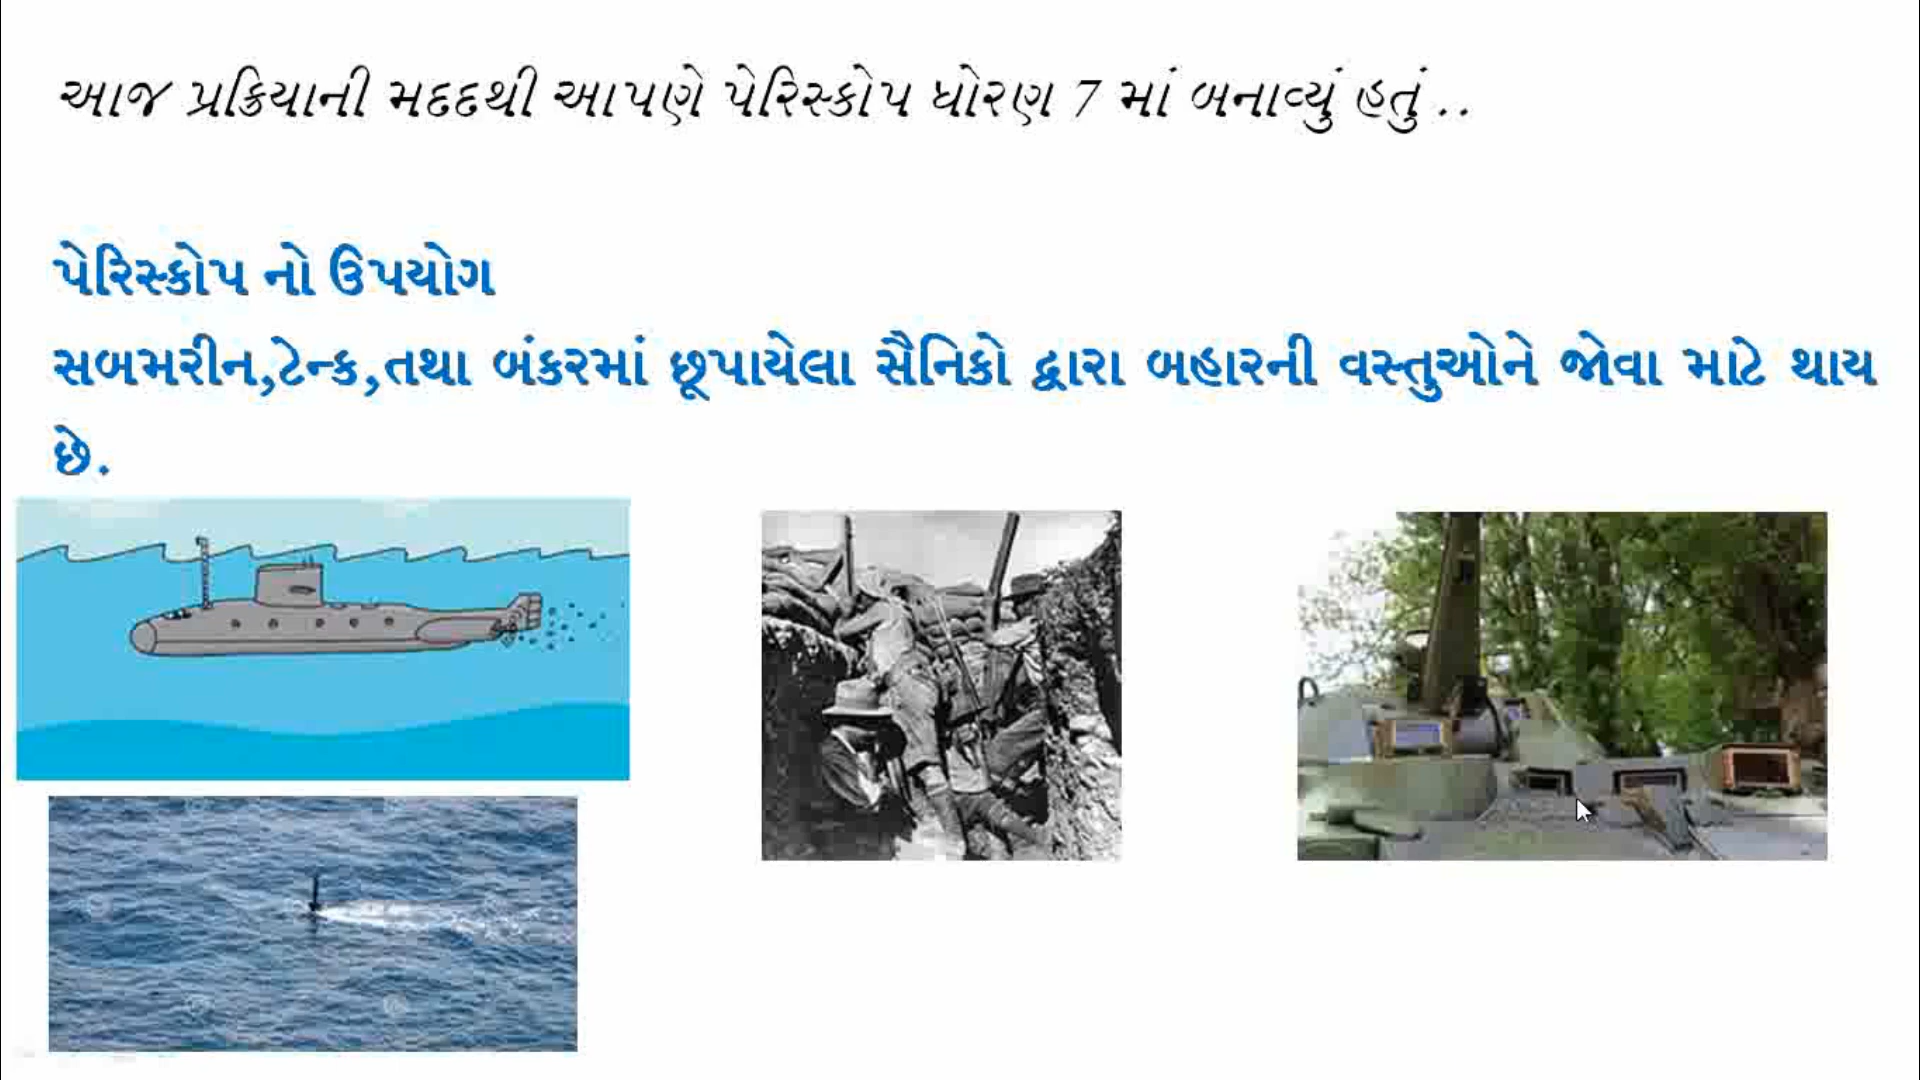 આજ પ્રક્રિયાની મદદથી આપણે પેરિસ્કોપ ધોરણ 7 માં બનાવ્યું હતું ..
પેરિસ્કોપ નો ઉપયોગ
સબમરીન,ટેન્ક,તથા બંકરમાં છૂપાયેલા સૈનિકો દ્વારા બહારની વસ્તુઓને જોવા માટે થાય
છે.